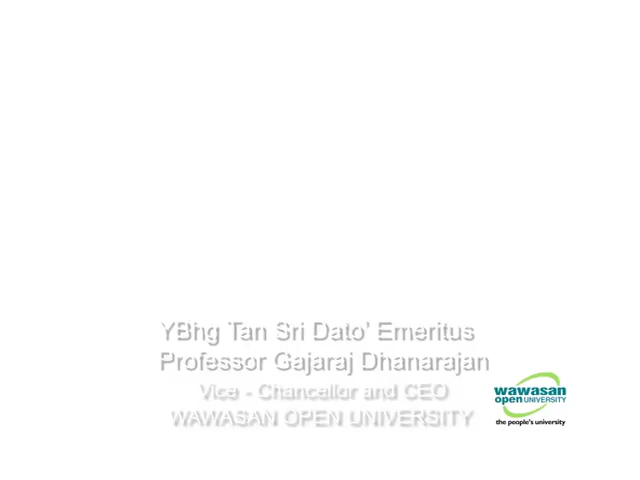 YBhg Tan Sri Dato' Emeritus
Professor Gajaraj Dhanarajan
Vice - Chancellor and CEO
WAWASAN OPEN UNIVERSITY
wawasan
open UNIVERSITY
the people's university